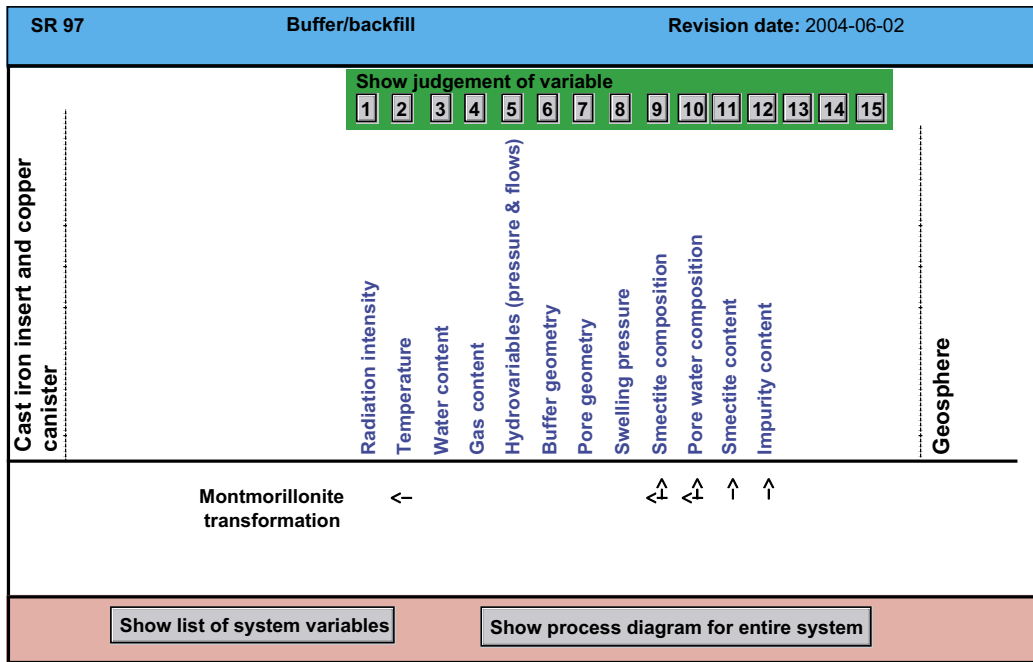 SR 97
Buffer/backfill
Revision date: 2004-06-02
Show judgement of variable
1 2 3 4 5 6 7 8 9 10 11 12 13 14 15
Cast iron insert and copper
canister
Radiation intensity
Temperature
Water content
Gas content
Hydrovariables (pressure & flows)
Buffer geometry
Pore geometry
Swelling pressure
Smectite composition
Pore water composition
Smectite content
Impurity content
Geosphere
Montmorillonite
transformation
Show list of system variables
Show process diagram for entire system